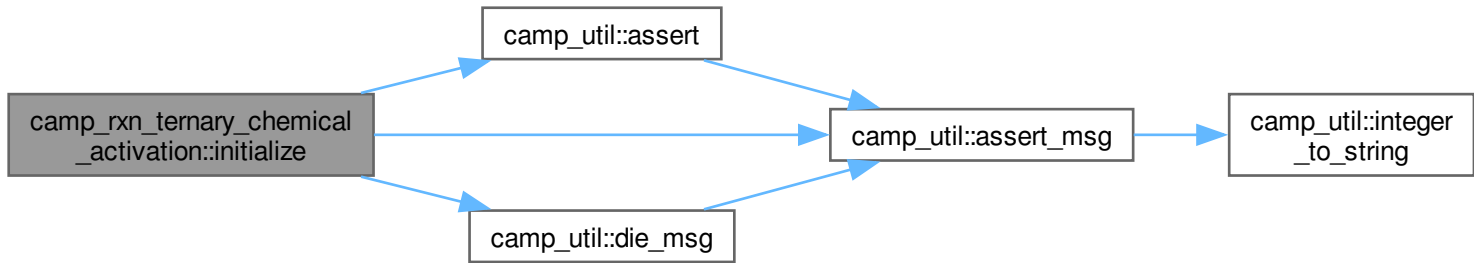 camp_util::assert
camp_rxn_ternary_chemical
_activation::initialize
camp_util::assert_msg
camp_util::integer
_to_string
camp_util::die_msg